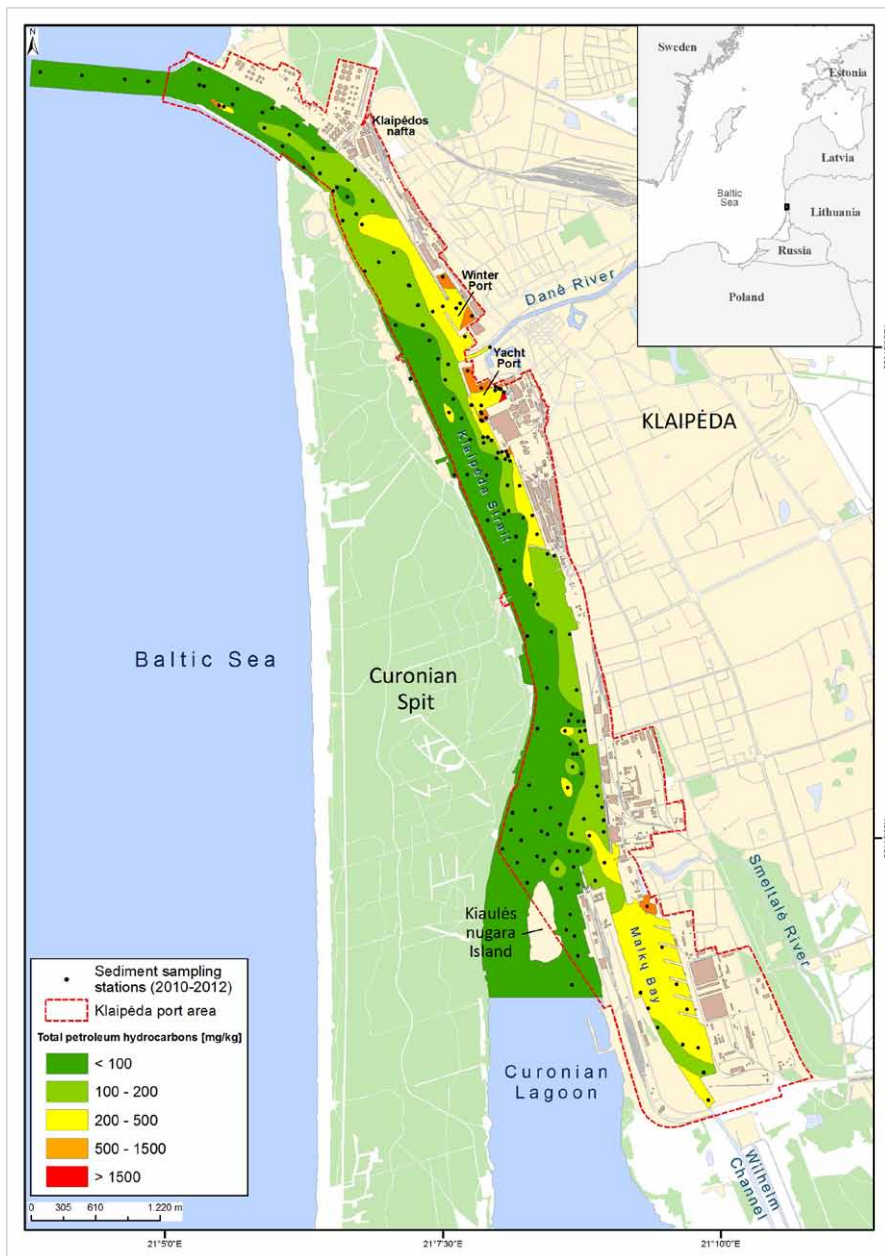 N
Sweden
Estonia
Latvia
Baltic
Sea
Lithuania
Russia
Poland
Klaipėdos
nafta
Winter
Port
Danė River
Yacht
Port
KLAIPĖDA
Klaipėda Strait
Baltic Sea
Curonian
Spit
Smeltalė River
Kiaulės
nugara
Island
Malkų Bay
Curonian
Lagoon
Wilhelm
Channel
Sediment sampling
stations (2010-2012)
Klaipėda port area
Total petroleum hydrocarbons [mg/kg]
< 100
100 - 200
200 - 500
500 - 1500
> 1500
0 305 610 1.220 m
21°5'0"E
21°7'30"E
21°10'0"E